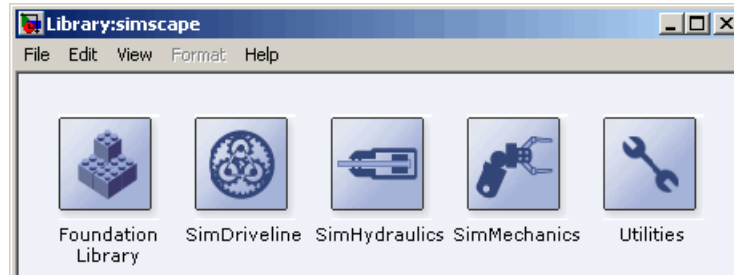 Library:simscape
File Edit View Format Help
Foundation Library SimDriveline SimHydraulics SimMechanics Utilities